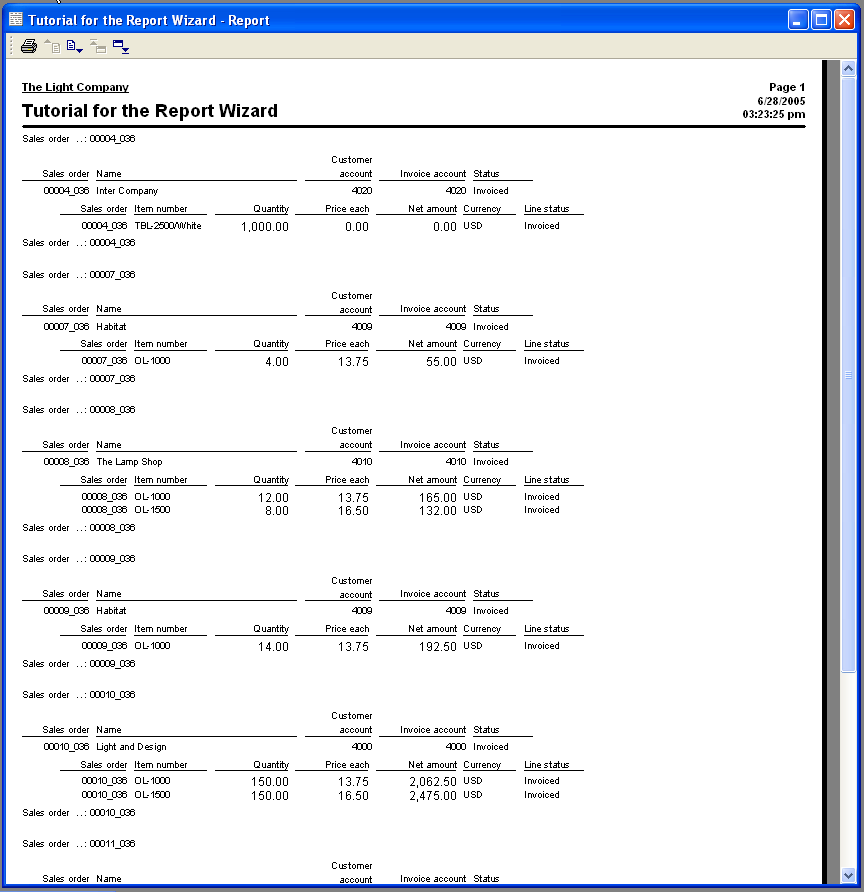 Tutorial for the Report Wizard - Report
The Light Company
Page 1
Tutorial for the Report Wizard
6/28/2005
03:23:25 pm
Sales order ..: 00004_036
Customer
Sales order Name account Invoice account Status
00004_036 Inter Company 4020 4020 Invoiced
Sales order Item number Quantity Price each Net amount Currency Line status
00004_036 TBL-2500/White 1,000.00 0.00 0.00 USD Invoiced
Sales order ..: 00004_036
Sales order ..: 00007_036
Customer
Sales order Name account Invoice account Status
00007_036 Habitat 4009 4009 Invoiced
Sales order Item number Quantity Price each Net amount Currency Line status
00007_036 OL-1000 4.00 13.75 55.00 USD Invoiced
Sales order ..: 00007_036
Sales order ..: 00008_036
Customer
Sales order Name account Invoice account Status
00008_036 The Lamp Shop 4010 4010 Invoiced
Sales order Item number Quantity Price each Net amount Currency Line status
00008_036 OL-1000 12.00 13.75 165.00 USD Invoiced
00008_036 OL-1500 8.00 16.50 132.00 USD Invoiced
Sales order ..: 00008_036
Sales order ..: 00009_036
Customer
Sales order Name account Invoice account Status
00009_036 Habitat 4009 4009 Invoiced
Sales order Item number Quantity Price each Net amount Currency Line status
00009_036 OL-1000 14.00 13.75 192.50 USD Invoiced
Sales order ..: 00009_036
Sales order ..: 00010_036
Customer
Sales order Name account Invoice account Status
00010_036 Light and Design 4000 4000 Invoiced
Sales order Item number Quantity Price each Net amount Currency Line status
00010_036 OL-1000 150.00 13.75 2,062.50 USD Invoiced
00010_036 OL-1500 150.00 16.50 2,475.00 USD Invoiced
Sales order ..: 00010_036
Sales order ..: 00011_036
Customer
Sales order Name account Invoice account Status